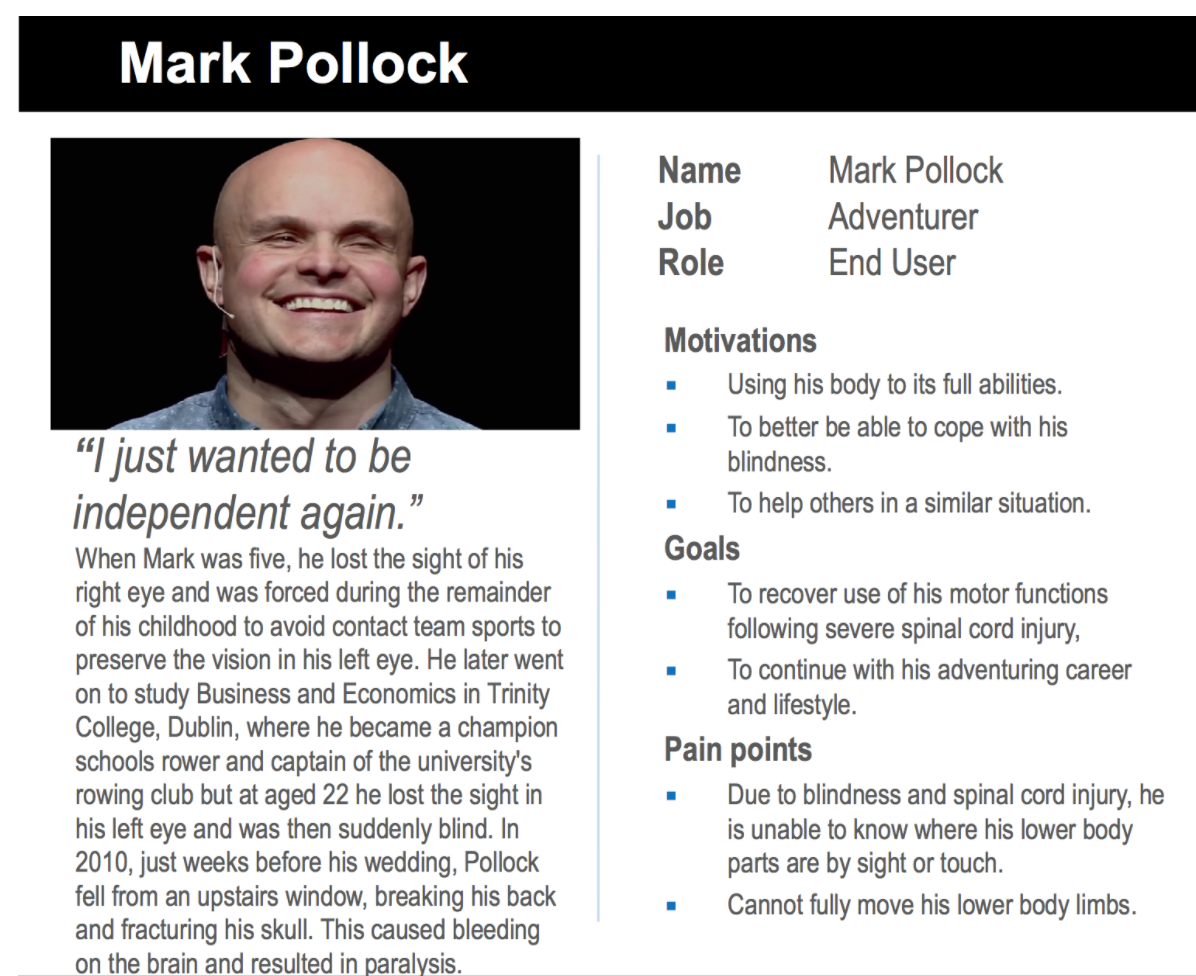 Mark Pollock
“I just wanted to be
independent again.”
When Mark was five, he lost the sight of his
right eye and was forced during the remainder
of his childhood to avoid contact team sports to
preserve the vision in his left eye. He later went
on to study Business and Economics in Trinity
College, Dublin, where he became a champion
schools rower and captain of the university's
rowing club but at aged 22 he lost the sight in
his left eye and was then suddenly blind. In
2010, just weeks before his wedding, Pollock
fell from an upstairs window, breaking his back
and fracturing his skull. This caused bleeding
on the brain and resulted in paralysis.
Name Mark Pollock
Job Adventurer
Role End User
Motivations
▪ Using his body to its full abilities.
▪ To better be able to cope with his
blindness.
▪ To help others in a similar situation.
Goals
▪ To recover use of his motor functions
following severe spinal cord injury,
▪ To continue with his adventuring career
and lifestyle.
Pain points
▪ Due to blindness and spinal cord injury, he
is unable to know where his lower body
parts are by sight or touch.
▪ Cannot fully move his lower body limbs.